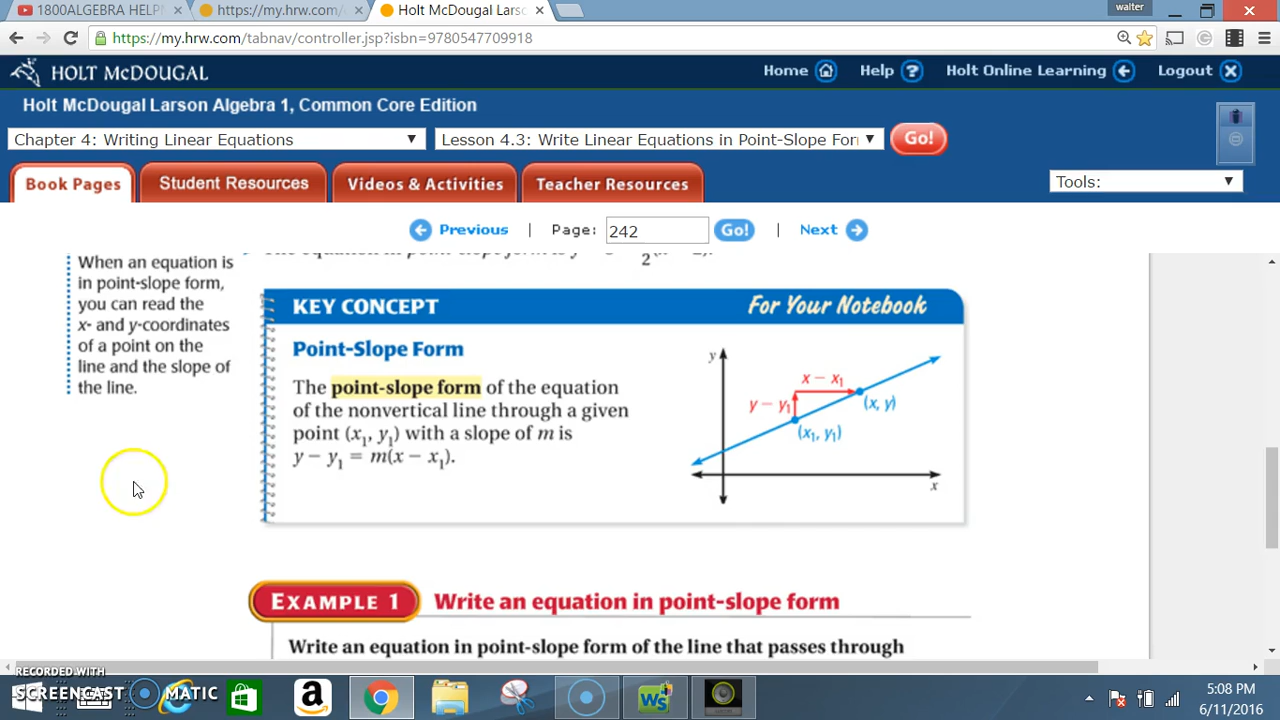 1800ALGEBRA HELP
https://my.hrw.com/
Holt McDougal Lars
walter
https://my.hrw.com/tabnav/controller.jsp?isbn=9780547709918
HOLT MCDOUGAL
Home
Help ?
Holt Online Learning
Logout X
Holt McDougal Larson Algebra 1, Common Core Edition
Chapter 4: Writing Linear Equations
Lesson 4.3: Write Linear Equations in Point-Slope For
Go!
Book Pages
Student Resources
Videos & Activities
Teacher Resources
Tools:
Previous | Page: 242 Go! | Next
When an equation is
in point-slope form,
you can read the
x- and y-coordinates
of a point on the
line and the slope of
the line.
KEY CONCEPT
For Your Notebook
Point-Slope Form
The point-slope form of the equation
of the nonvertical line through a given
point (x₁, y₁) with a slope of m is
y − y₁ = m(x − x₁).
y
x − x₁
y − y₁
(x, y)
(x₁, y₁)
x
EXAMPLE 1
Write an equation in point-slope form
Write an equation in point-slope form of the line that passes through
RECORDED WITH
SCREENCAST MATIC
5:08 PM
6/11/2016